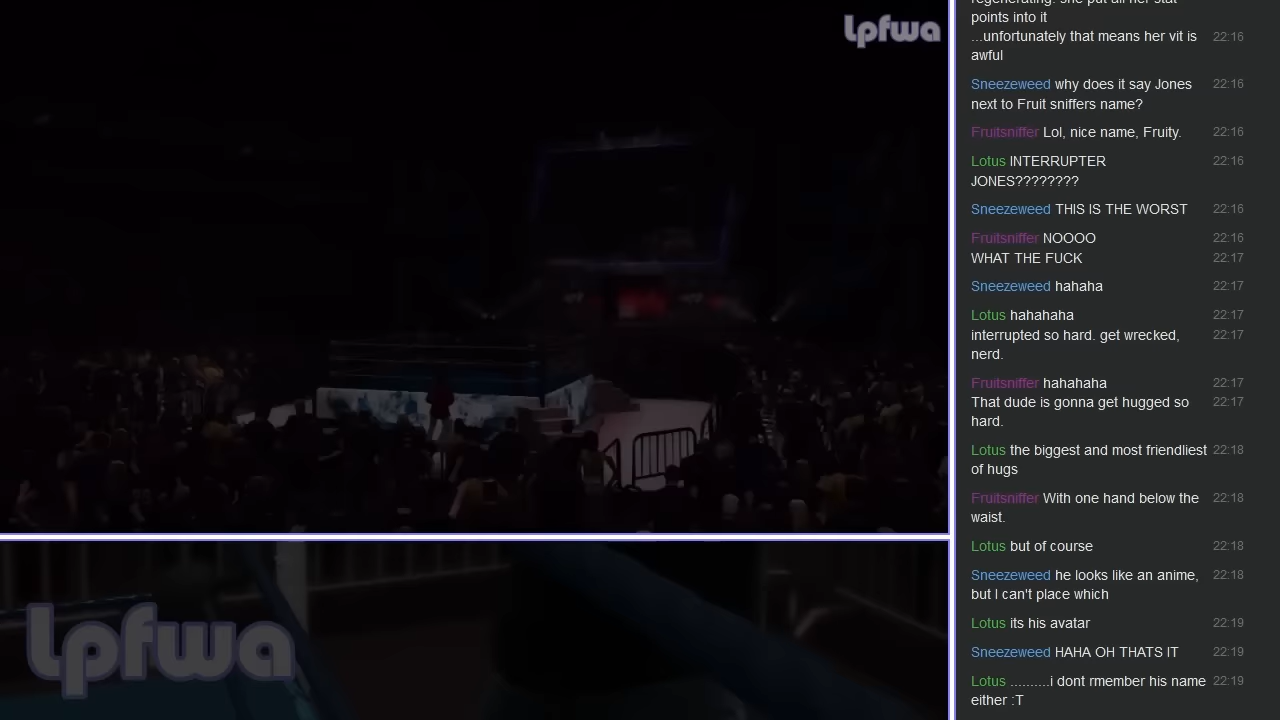 Lpfwa
regenerating. she put all her stat
points into it
...unfortunately that means her vit is 22:16
awful
Sneezeweed why does it say Jones 22:16
next to Fruit sniffers name?
Fruitsniffer Lol, nice name, Fruity. 22:16
Lotus INTERRUPTER 22:16
JONES????????
Sneezeweed THIS IS THE WORST 22:16
Fruitsniffer NOOOO 22:16
WHAT THE FUCK 22:17
Sneezeweed hahaha 22:17
Lotus hahahaha 22:17
interrupted so hard. get wrecked, 22:17
nerd.
Fruitsniffer hahahaha 22:17
That dude is gonna get hugged so 22:17
hard.
Lotus the biggest and most friendliest 22:18
of hugs
Fruitsniffer With one hand below the 22:18
waist.
Lotus but of course 22:18
Sneezeweed he looks like an anime, 22:18
but I can't place which
Lotus its his avatar 22:19
Sneezeweed HAHA OH THATS IT 22:19
Lotus ..........i dont rmember his name 22:19
either :T
Lpfwa